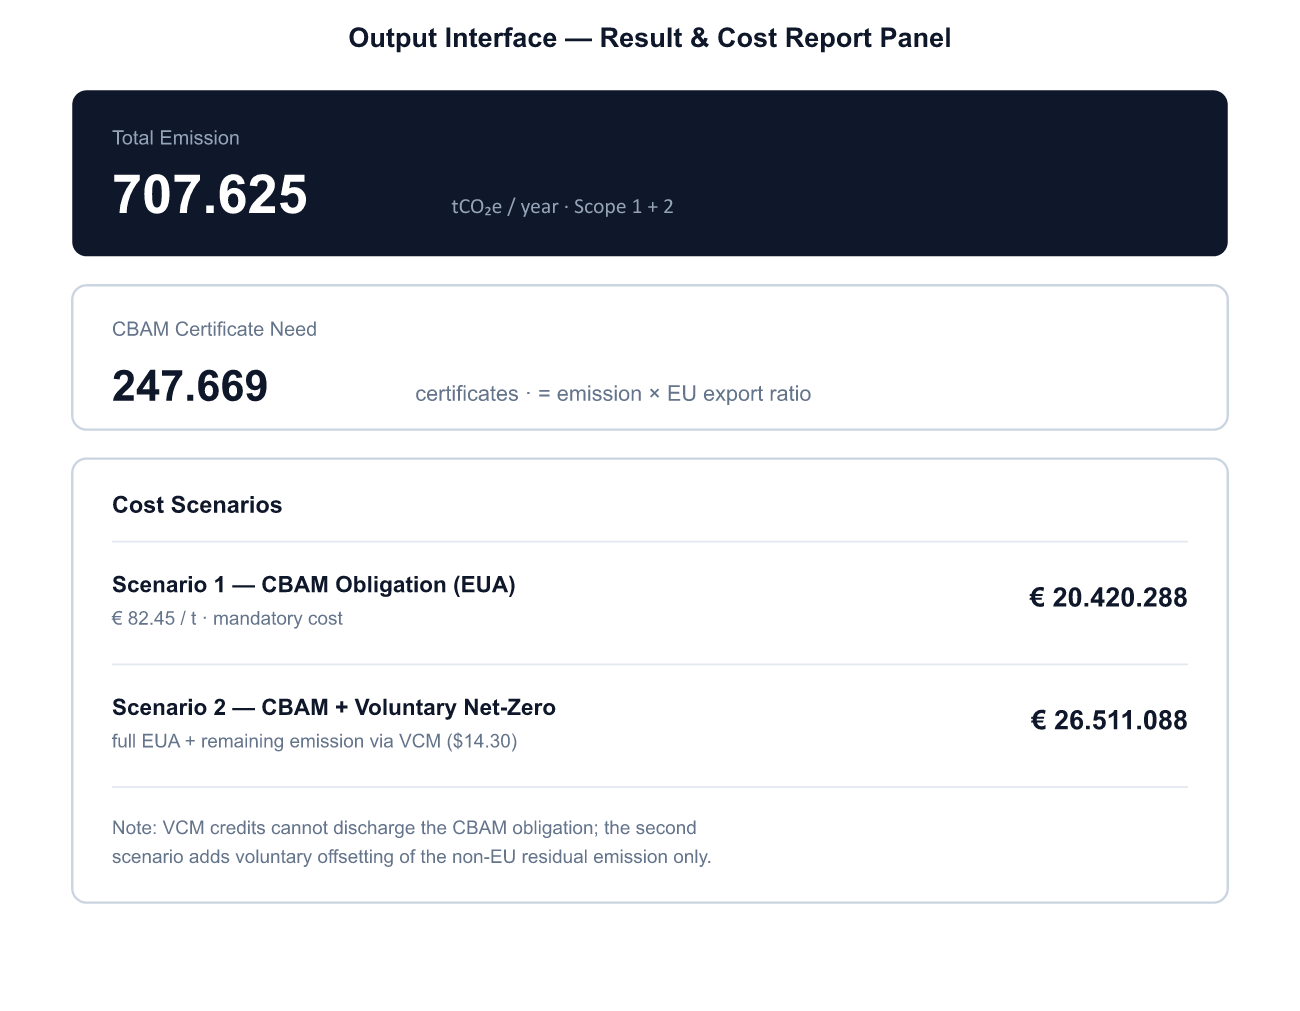 Output Interface — Result & Cost Report Panel
Total Emission
707.625 tCO₂e / year · Scope 1 + 2
CBAM Certificate Need
247.669 certificates · = emission × EU export ratio
Cost Scenarios
Scenario 1 — CBAM Obligation (EUA)
€ 82.45 / t · mandatory cost
€ 20.420.288
Scenario 2 — CBAM + Voluntary Net-Zero
full EUA + remaining emission via VCM ($14.30)
€ 26.511.088
Note: VCM credits cannot discharge the CBAM obligation; the second
scenario adds voluntary offsetting of the non-EU residual emission only.